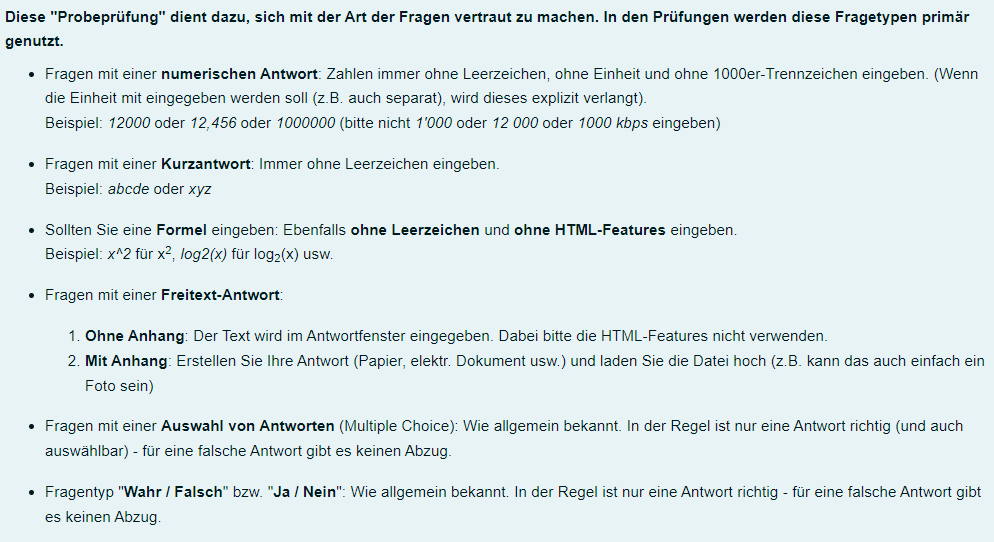 Diese "Probeprüfung" dient dazu, sich mit der Art der Fragen vertraut zu machen. In den Prüfungen werden diese Fragetypen primär
genutzt.
• Fragen mit einer numerischen Antwort: Zahlen immer ohne Leerzeichen, ohne Einheit und ohne 1000er-Trennzeichen eingeben. (Wenn
die Einheit mit eingegeben werden soll (z.B. auch separat), wird dieses explizit verlangt).
Beispiel: 12000 oder 12,456 oder 1000000 (bitte nicht 1'000 oder 12 000 oder 1000 kbps eingeben)
• Fragen mit einer Kurzantwort: Immer ohne Leerzeichen eingeben.
Beispiel: abcde oder xyz
• Sollten Sie eine Formel eingeben: Ebenfalls ohne Leerzeichen und ohne HTML-Features eingeben.
Beispiel: x^2 für x², log2(x) für log₂(x) usw.
• Fragen mit einer Freitext-Antwort:
1. Ohne Anhang: Der Text wird im Antwortfenster eingegeben. Dabei bitte die HTML-Features nicht verwenden.
2. Mit Anhang: Erstellen Sie Ihre Antwort (Papier, elektr. Dokument usw.) und laden Sie die Datei hoch (z.B. kann das auch einfach ein
Foto sein)
• Fragen mit einer Auswahl von Antworten (Multiple Choice): Wie allgemein bekannt. In der Regel ist nur eine Antwort richtig (und auch
auswählbar) - für eine falsche Antwort gibt es keinen Abzug.
• Fragentyp "Wahr / Falsch" bzw. "Ja / Nein": Wie allgemein bekannt. In der Regel ist nur eine Antwort richtig - für eine falsche Antwort gibt
es keinen Abzug.